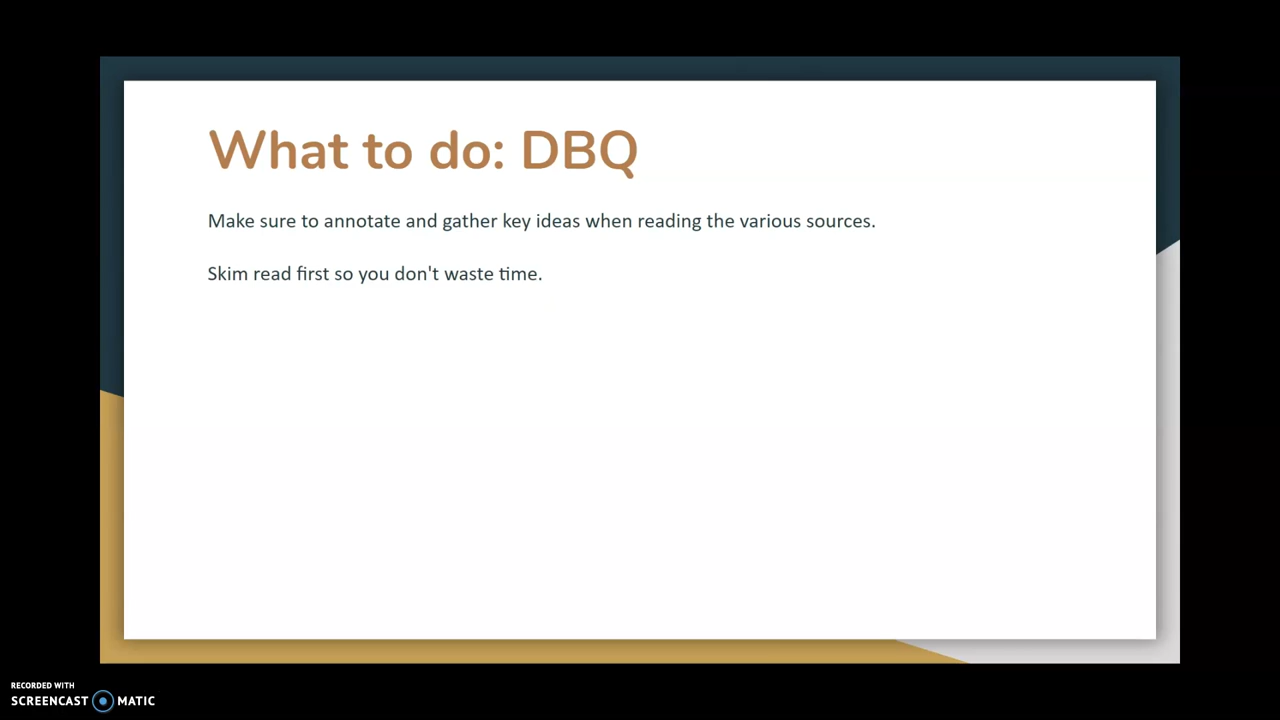 What to do: DBQ
Make sure to annotate and gather key ideas when reading the various sources.
Skim read first so you don't waste time.
RECORDED WITH
SCREENCAST MATIC